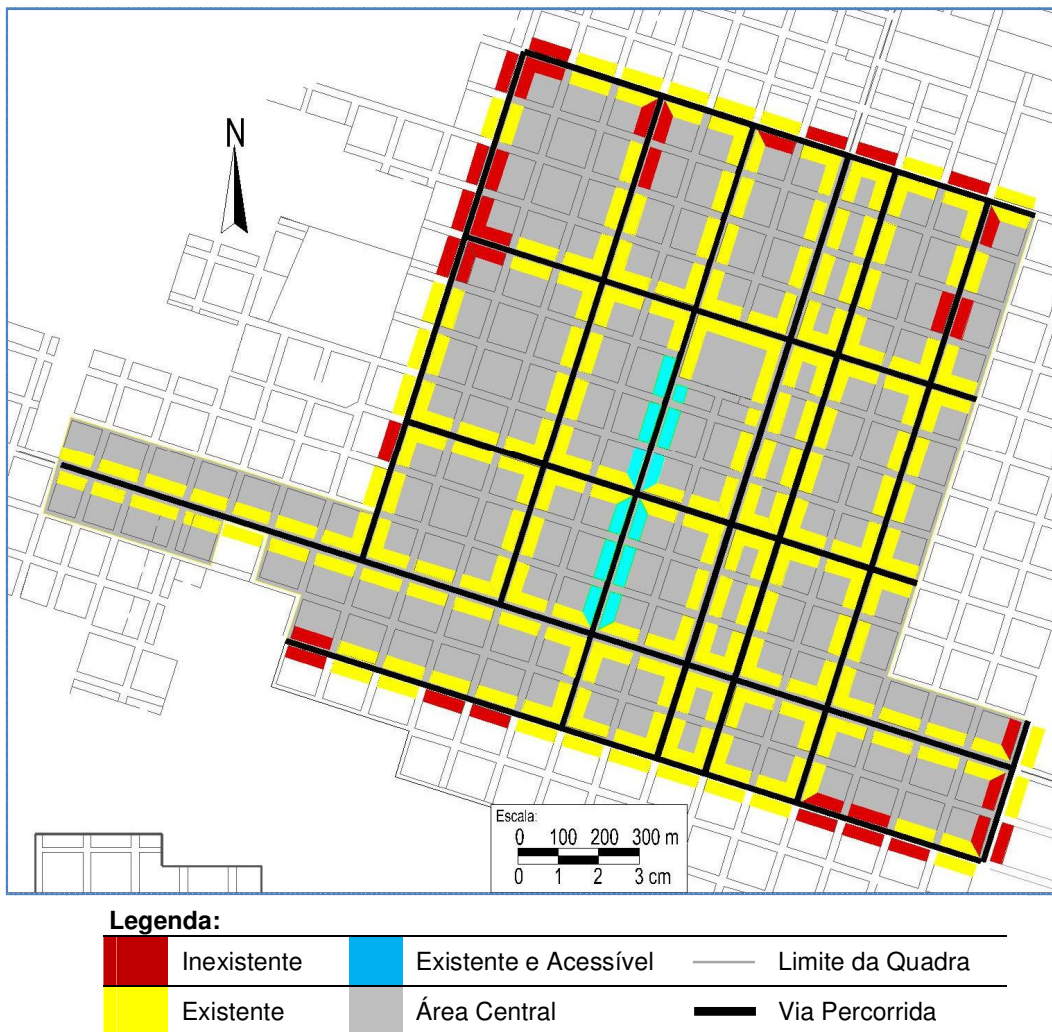 N
Escala:
0 100 200 300 m
0 1 2 3 cm
Legenda:
Inexistente Existente e Acessível Limite da Quadra
Existente Área Central Via Percorrida